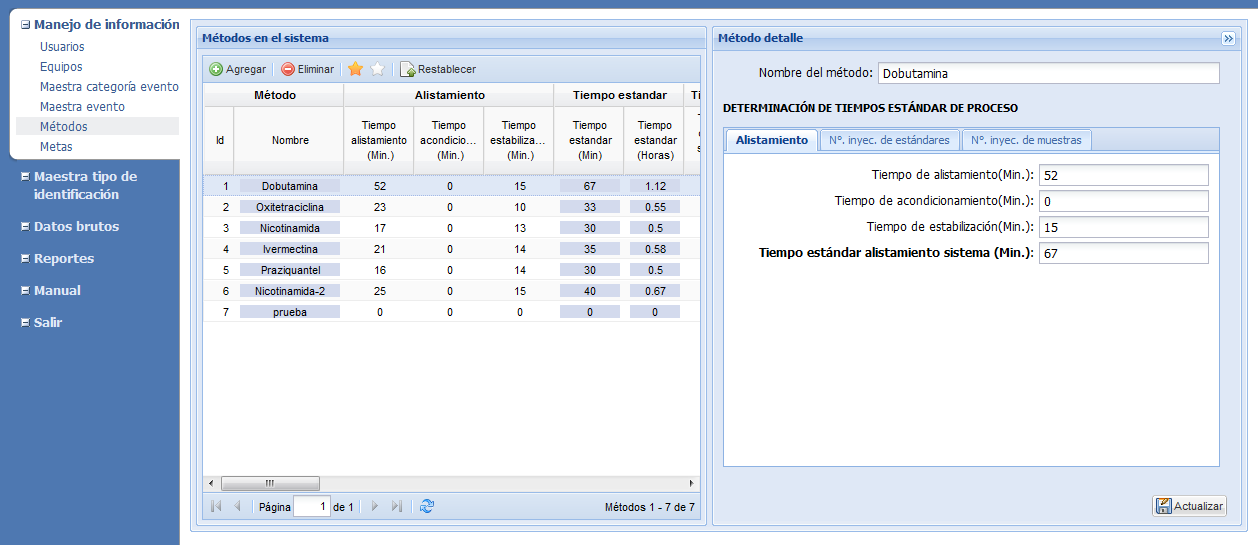 Manejo de información
Usuarios
Equipos
Maestra categoría evento
Maestra evento
Métodos
Metas
Maestra tipo de
identificación
Datos brutos
Reportes
Manual
Salir
Métodos en el sistema
Agregar Eliminar Restablecer
Método Alistamiento Tiempo estandar
Id Nombre Tiempo alistamiento (Min.) Tiempo acondicio... (Min.) Tiempo estabiliza... (Min.) Tiempo estandar (Min) Tiempo estandar (Horas)
1 Dobutamina 52 0 15 67 1.12
2 Oxitetraciclina 23 0 10 33 0.55
3 Nicotinamida 17 0 13 30 0.5
4 Ivermectina 21 0 14 35 0.58
5 Praziquantel 16 0 14 30 0.5
6 Nicotinamida-2 25 0 15 40 0.67
7 prueba 0 0 0 0 0
Página 1 de 1 Métodos 1 - 7 de 7
Método detalle
Nombre del método: Dobutamina
DETERMINACIÓN DE TIEMPOS ESTÁNDAR DE PROCESO
Alistamiento N°. inyec. de estándares N°. inyec. de muestras
Tiempo de alistamiento(Min.): 52
Tiempo de acondicionamiento(Min.): 0
Tiempo de estabilización(Min.): 15
Tiempo estándar alistamiento sistema (Min.): 67
Actualizar